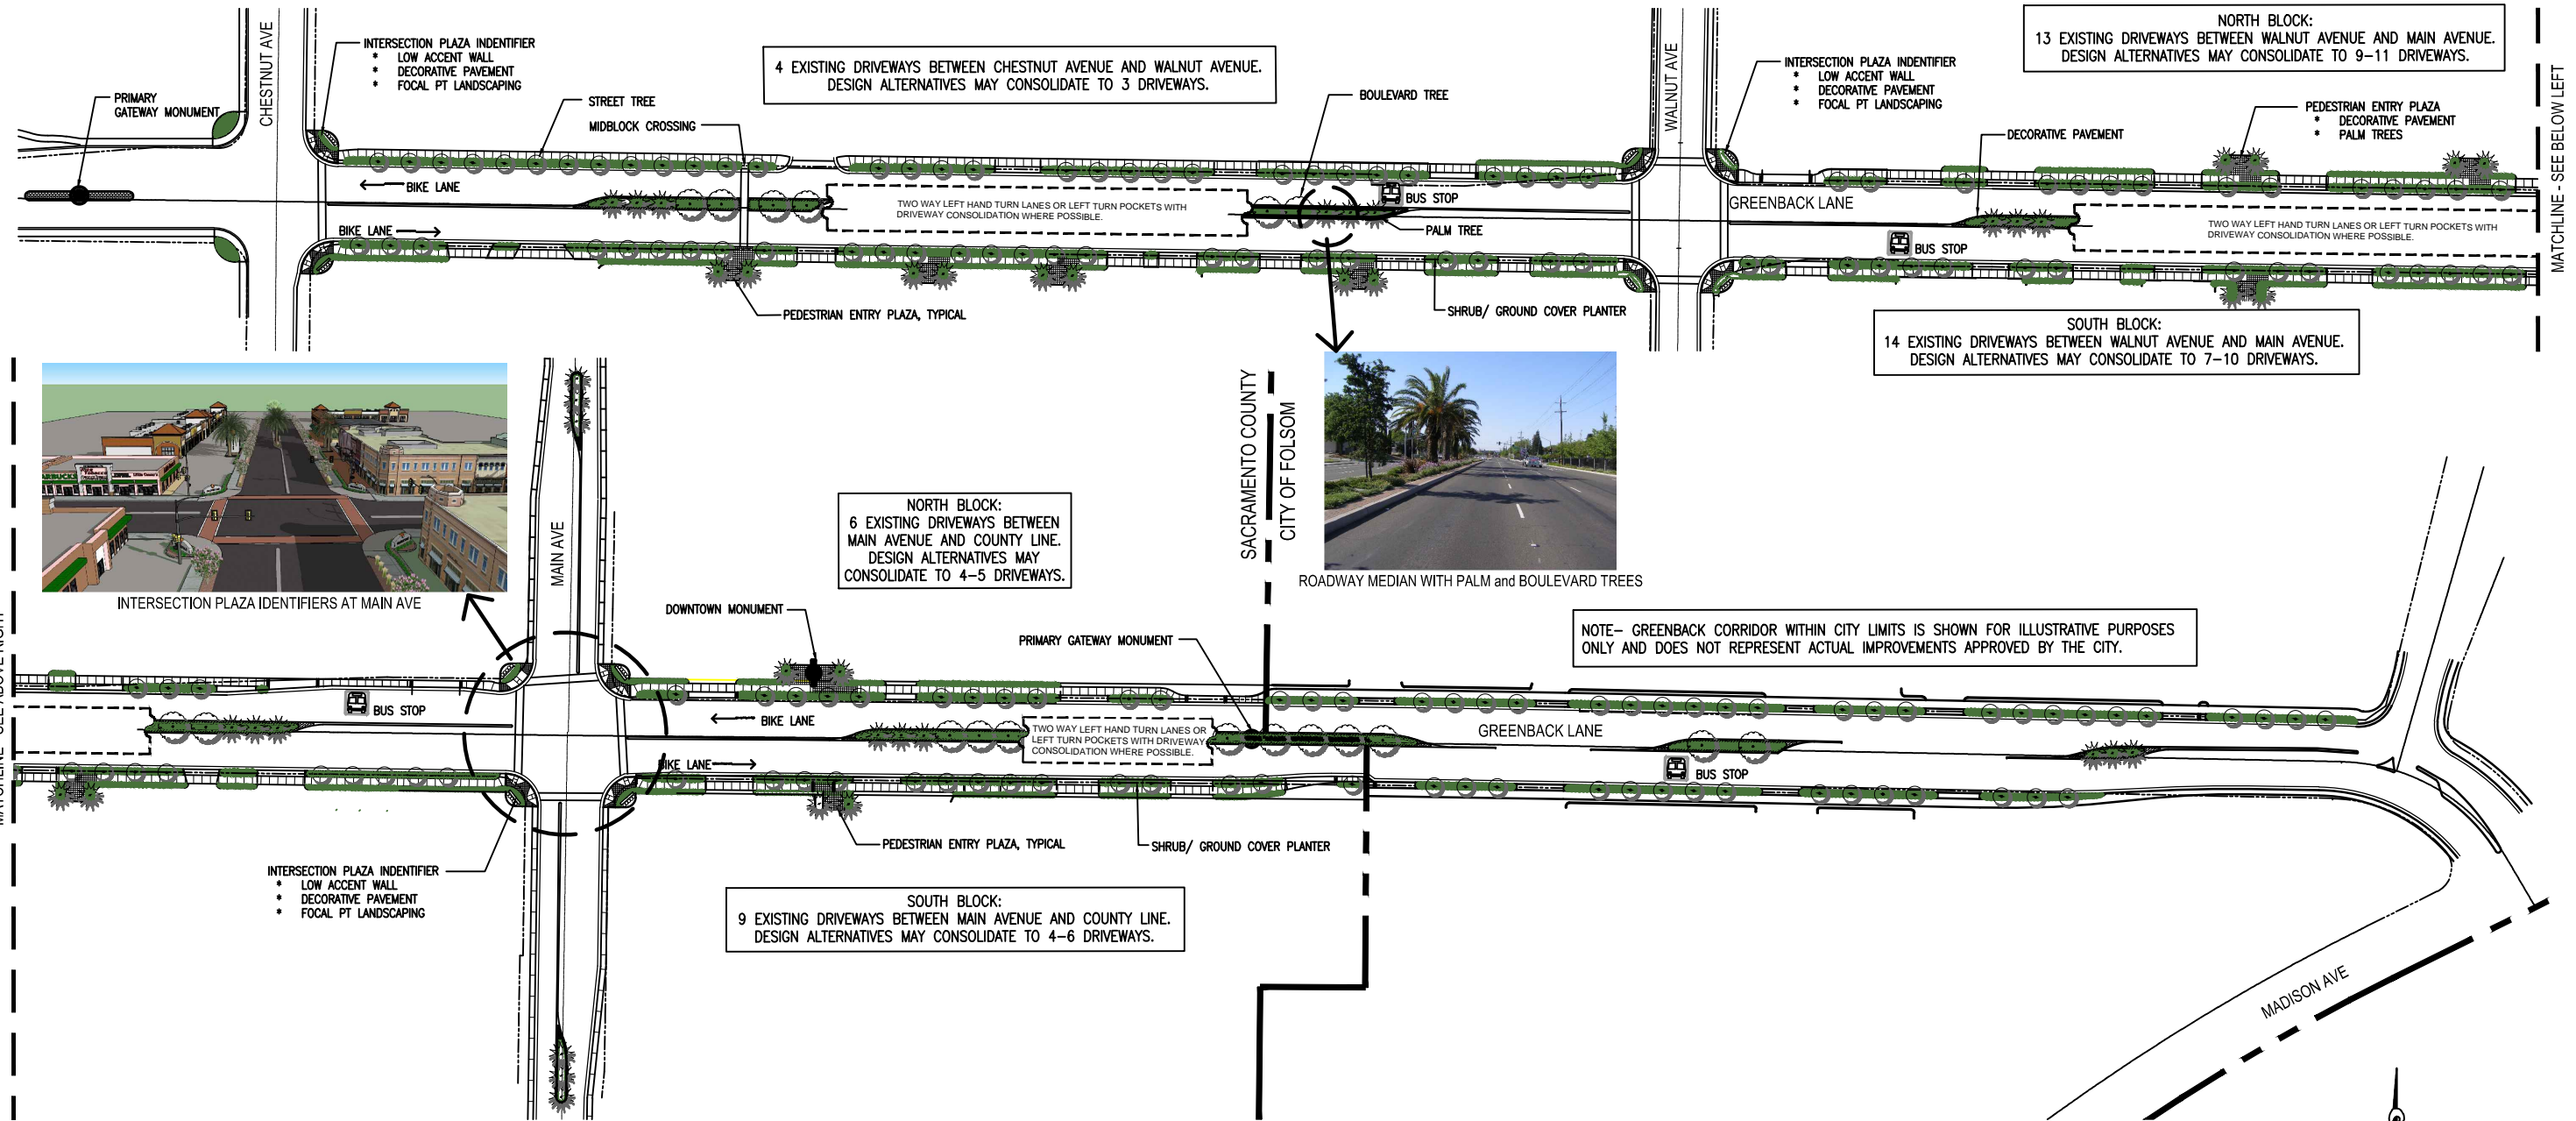 CHESTNUT AVE
PRIMARY
GATEWAY MONUMENT
INTERSECTION PLAZA INDENTIFIER
* LOW ACCENT WALL
* DECORATIVE PAVEMENT
* FOCAL PT LANDSCAPING
STREET TREE
MIDBLOCK CROSSING
4 EXISTING DRIVEWAYS BETWEEN CHESTNUT AVENUE AND WALNUT AVENUE.
DESIGN ALTERNATIVES MAY CONSOLIDATE TO 3 DRIVEWAYS.
BOULEVARD TREE
WALNUT AVE
INTERSECTION PLAZA INDENTIFIER
* LOW ACCENT WALL
* DECORATIVE PAVEMENT
* FOCAL PT LANDSCAPING
NORTH BLOCK:
13 EXISTING DRIVEWAYS BETWEEN WALNUT AVENUE AND MAIN AVENUE.
DESIGN ALTERNATIVES MAY CONSOLIDATE TO 9-11 DRIVEWAYS.
PEDESTRIAN ENTRY PLAZA
* DECORATIVE PAVEMENT
* PALM TREES
DECORATIVE PAVEMENT
MATCHLINE - SEE BELOW LEFT
BIKE LANE
BIKE LANE
TWO WAY LEFT HAND TURN LANES OR LEFT TURN POCKETS WITH
DRIVEWAY CONSOLIDATION WHERE POSSIBLE.
BUS STOP
PALM TREE
GREENBACK LANE
BUS STOP
TWO WAY LEFT HAND TURN LANES OR LEFT TURN POCKETS WITH
DRIVEWAY CONSOLIDATION WHERE POSSIBLE.
PEDESTRIAN ENTRY PLAZA, TYPICAL
SHRUB/ GROUND COVER PLANTER
SOUTH BLOCK:
14 EXISTING DRIVEWAYS BETWEEN WALNUT AVENUE AND MAIN AVENUE.
DESIGN ALTERNATIVES MAY CONSOLIDATE TO 7-10 DRIVEWAYS.
INTERSECTION PLAZA IDENTIFIERS AT MAIN AVE
MAIN AVE
NORTH BLOCK:
6 EXISTING DRIVEWAYS BETWEEN
MAIN AVENUE AND COUNTY LINE.
DESIGN ALTERNATIVES MAY
CONSOLIDATE TO 4-5 DRIVEWAYS.
SACRAMENTO COUNTY
CITY OF FOLSOM
ROADWAY MEDIAN WITH PALM and BOULEVARD TREES
DOWNTOWN MONUMENT
PRIMARY GATEWAY MONUMENT
NOTE- GREENBACK CORRIDOR WITHIN CITY LIMITS IS SHOWN FOR ILLUSTRATIVE PURPOSES
ONLY AND DOES NOT REPRESENT ACTUAL IMPROVEMENTS APPROVED BY THE CITY.
BUS STOP
BIKE LANE
BIKE LANE
TWO WAY LEFT HAND TURN LANES OR
LEFT TURN POCKETS WITH DRIVEWAY
CONSOLIDATION WHERE POSSIBLE.
GREENBACK LANE
BUS STOP
PEDESTRIAN ENTRY PLAZA, TYPICAL
SHRUB/ GROUND COVER PLANTER
INTERSECTION PLAZA INDENTIFIER
* LOW ACCENT WALL
* DECORATIVE PAVEMENT
* FOCAL PT LANDSCAPING
SOUTH BLOCK:
9 EXISTING DRIVEWAYS BETWEEN MAIN AVENUE AND COUNTY LINE.
DESIGN ALTERNATIVES MAY CONSOLIDATE TO 4-6 DRIVEWAYS.
MADISON AVE